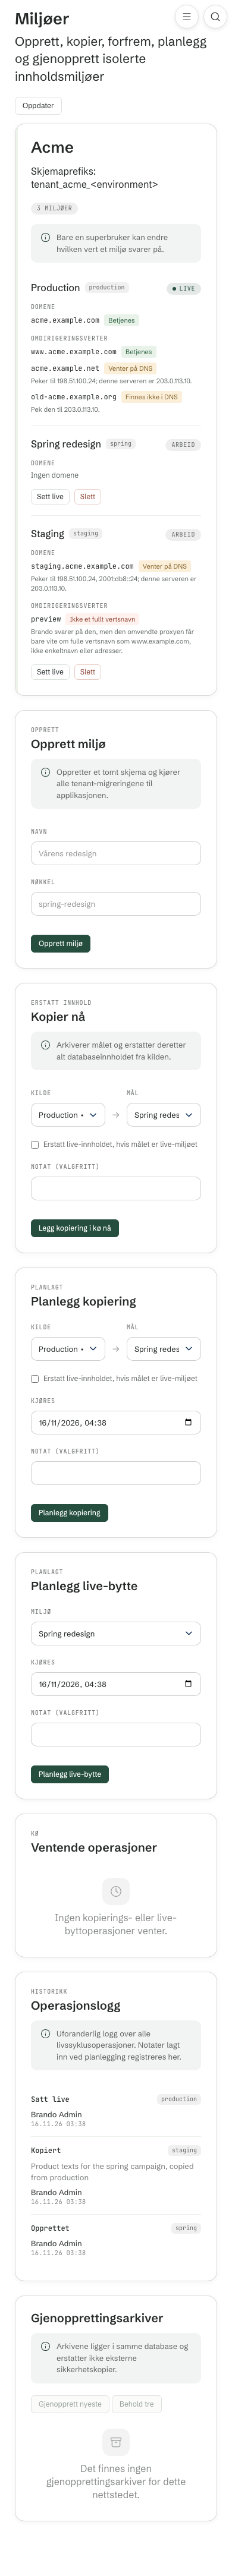 Miljøer
Opprett, kopier, forfrem, planlegg
og gjenopprett isolerte
innholdsmiljøer
Oppdater
Acme
Skjemaprefiks:
tenant_acme_<environment>
3 MILJØER
Bare en superbruker kan endre
hvilken vert et miljø svarer på.
Production production LIVE
DOMENE
acme.example.com Betjenes
OMDIRIGERINGSVERTER
www.acme.example.com Betjenes
acme.example.net Venter på DNS
Peker til 198.51.100.24; denne serveren er 203.0.113.10.
old-acme.example.org Finnes ikke i DNS
Pek den til 203.0.113.10.
Spring redesign spring ARBEID
DOMENE
Ingen domene
Sett live Slett
Staging staging ARBEID
DOMENE
staging.acme.example.com Venter på DNS
Peker til 198.51.100.24, 2001:db8::24; denne serveren er
203.0.113.10.
OMDIRIGERINGSVERTER
preview Ikke et fullt vertsnavn
Brando svarer på den, men den omvendte proxyen får
bare vite om fulle vertsnavn som www.example.com,
ikke enkeltnavn eller adresser.
Sett live Slett
OPPRETT
Opprett miljø
Oppretter et tomt skjema og kjører
alle tenant-migreringene til
applikasjonen.
NAVN
Vårens redesign
NØKKEL
spring-redesign
Opprett miljø
ERSTATT INNHOLD
Kopier nå
Arkiverer målet og erstatter deretter
alt databaseinnholdet fra kilden.
KILDE MÅL
Production • → Spring redes
Erstatt live-innholdet, hvis målet er live-miljøet
NOTAT (VALGFRITT)
Legg kopiering i kø nå
PLANLAGT
Planlegg kopiering
KILDE MÅL
Production • → Spring redes
Erstatt live-innholdet, hvis målet er live-miljøet
KJØRES
16/11/2026, 04:38
NOTAT (VALGFRITT)
Planlegg kopiering
PLANLAGT
Planlegg live-bytte
MILJØ
Spring redesign
KJØRES
16/11/2026, 04:38
NOTAT (VALGFRITT)
Planlegg live-bytte
KØ
Ventende operasjoner
Ingen kopierings- eller live-
byttoperasjoner venter.
HISTORIKK
Operasjonslogg
Uforanderlig logg over alle
livssyklusoperasjoner. Notater lagt
inn ved planlegging registreres her.
Satt live production
Brando Admin
16.11.26 03:38
Kopiert staging
Product texts for the spring campaign, copied
from production
Brando Admin
16.11.26 03:38
Opprettet spring
Brando Admin
16.11.26 03:38
Gjenopprettingsarkiver
Arkivene ligger i samme database og
erstatter ikke eksterne
sikkerhetskopier.
Gjenopprett nyeste Behold tre
Det finnes ingen
gjenopprettingsarkiver for dette
nettstedet.